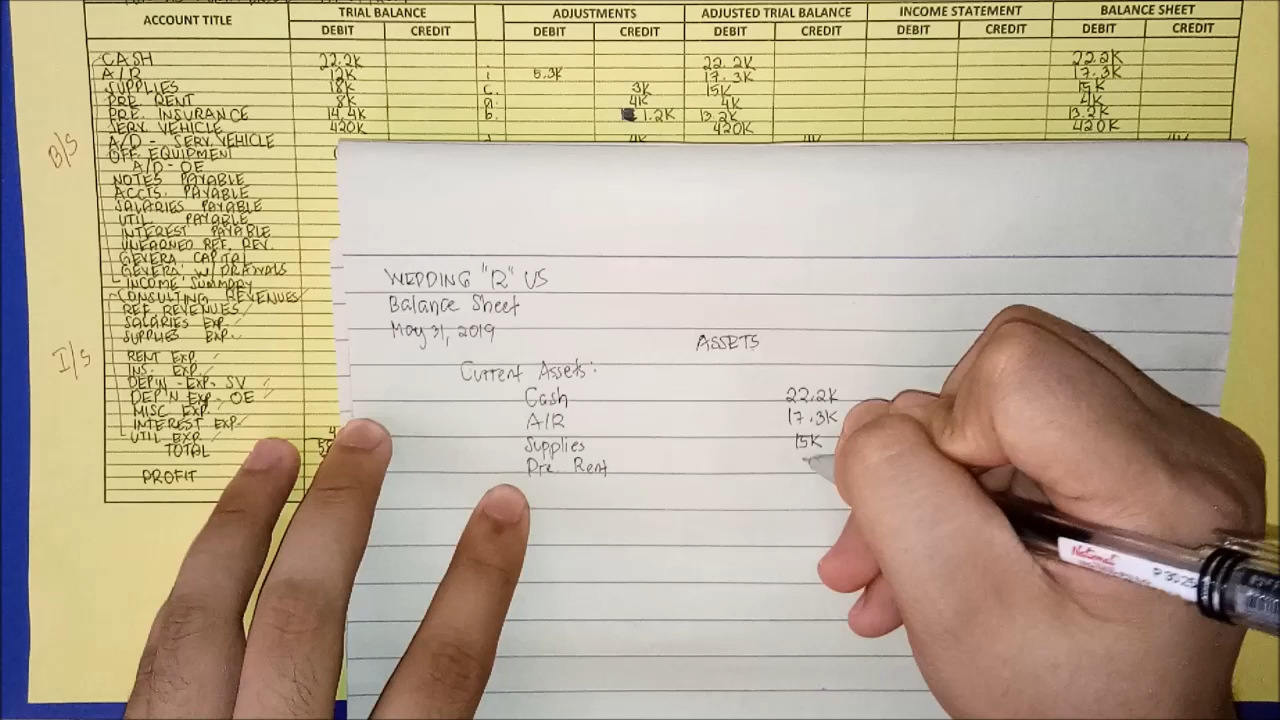 ACCOUNT TITLE TRIAL BALANCE ADJUSTMENTS ADJUSTED TRIAL BALANCE INCOME STATEMENT BALANCE SHEET
DEBIT CREDIT DEBIT CREDIT DEBIT CREDIT DEBIT CREDIT DEBIT CREDIT
CASH 22.2K 22.2K 22.2K
A/R 12K i 5.3K 17.3K 17.3K
SUPPLIES 18K c. 3K 15K 15K
PRE RENT 8K a. 4K 4K 4K
PRE. INSURANCE 14.4K b. 1.2K 13.2K 13.2K
SERV. VEHICLE 420K 420K 420K
A/D - SERV. VEHICLE 4K
OFF. EQUIPMENT
A/D - OE
NOTES PAYABLE
ACCTS. PAYABLE
SALARIES PAYABLE
UTIL. PAYABLE
INTEREST PAYABLE
UNEARNED REF. REV.
GEVERA, CAPITAL
GEVERA, W/DRAWALS
INCOME SUMMARY
CONSULTING REVENUES
REF. REVENUES
SALARIES EXP.
SUPPLIES EXP.
RENT EXP.
INS. EXP.
DEP'N - EXP. SV
DEP'N EXP. - OE
MISC. EXP.
INTEREST EXP.
UTIL EXP.
TOTAL
PROFIT
B/S
I/S
WEDDING "R" US
Balance Sheet
May 31, 2019
ASSETS
Current Assets:
Cash 22.2K
A/R 17.3K
Supplies 15K
Pre. Rent
National